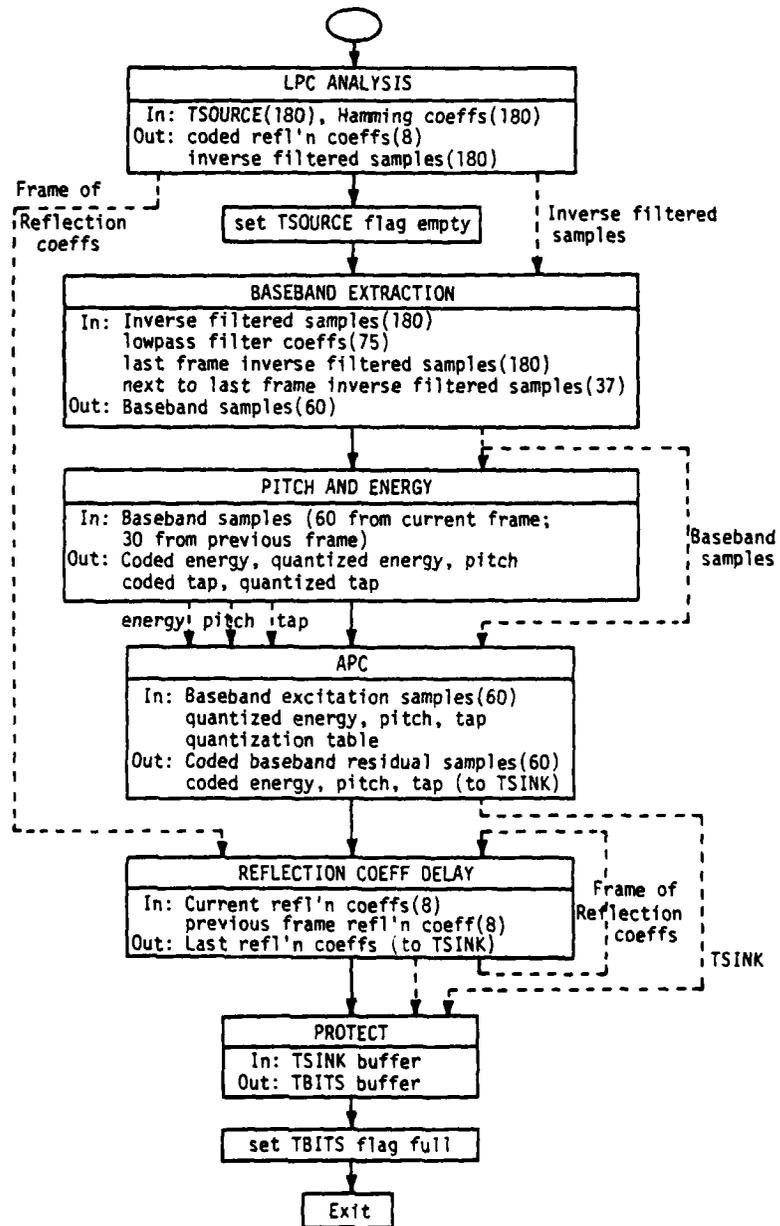 LPC ANALYSIS
In: TSOURCE(180), Hamming coeffs(180)
Out: coded refl'n coeffs(8)
inverse filtered samples(180)
Frame of
Reflection
coeffs
set TSOURCE flag empty
Inverse filtered
samples
BASEBAND EXTRACTION
In: Inverse filtered samples(180)
lowpass filter coeffs(75)
last frame inverse filtered samples(180)
next to last frame inverse filtered samples(37)
Out: Baseband samples(60)
PITCH AND ENERGY
In: Baseband samples (60 from current frame;
30 from previous frame)
Out: Coded energy, quantized energy, pitch
coded tap, quantized tap
Baseband
samples
energy pitch tap
APC
In: Baseband excitation samples(60)
quantized energy, pitch, tap
quantization table
Out: Coded baseband residual samples(60)
coded energy, pitch, tap (to TSINK)
REFLECTION COEFF DELAY
In: Current refl'n coeffs(8)
previous frame refl'n coeff(8)
Out: Last refl'n coeffs (to TSINK)
Frame of
Reflection
coeffs
TSINK
PROTECT
In: TSINK buffer
Out: TBITS buffer
set TBITS flag full
Exit